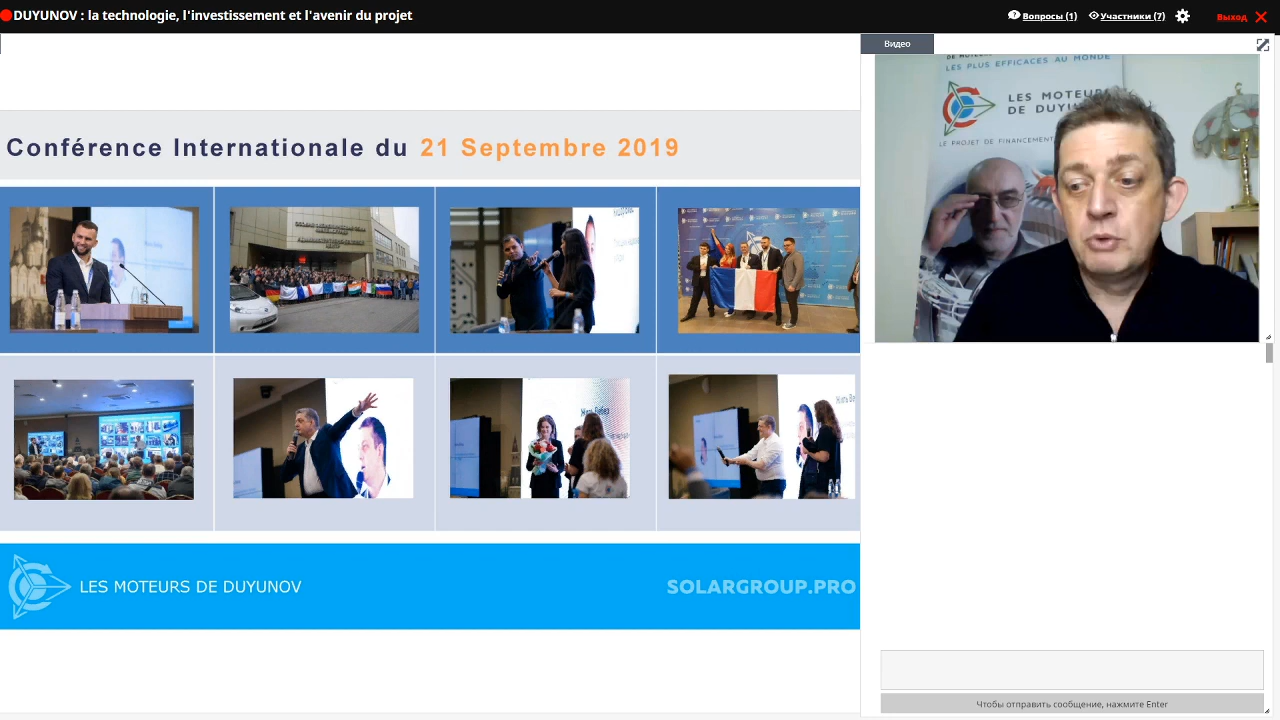 DUYUNOV : la technologie, l'investissement et l'avenir du projet
Вопросы (1)
Участники (7)
Выход
Видео
LES PLUS EFFICACES AU MONDE
LES MOTEURS
DE DUYUNOV
LE PROJET DE FINANCEMENT
Conférence Internationale du 21 Septembre 2019
LES MOTEURS DE DUYUNOV
SOLARGROUP.PRO
Чтобы отправить сообщение, нажмите Enter